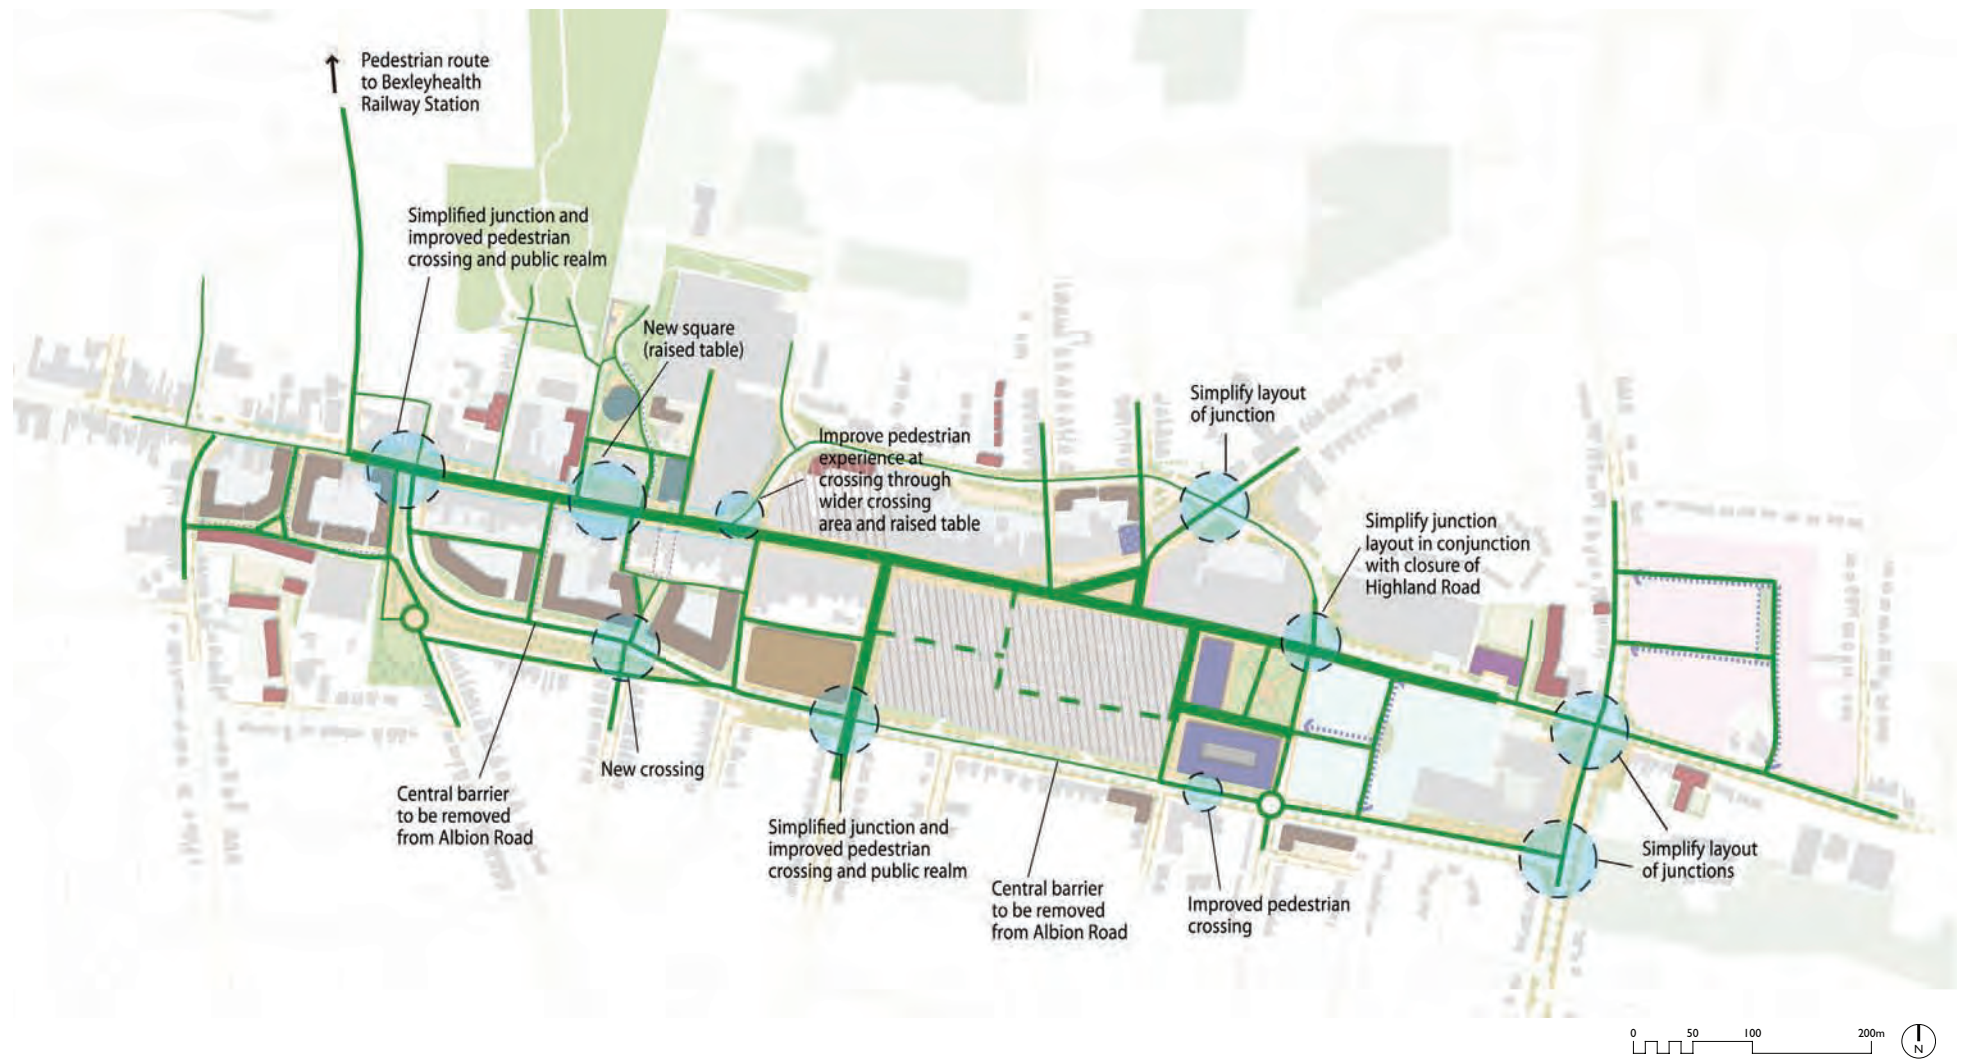 Pedestrian route
to Bexleyhealth
Railway Station
Simplified junction and
improved pedestrian
crossing and public realm
New square
(raised table)
Simplify layout
of junction
Improve pedestrian
experience at
crossing through
wider crossing
area and raised table
Simplify junction
layout in conjunction
with closure of
Highland Road
New crossing
Central barrier
to be removed
from Albion Road
Simplified junction and
improved pedestrian
crossing and public realm
Central barrier
to be removed
from Albion Road
Improved pedestrian
crossing
Simplify layout
of junctions
0 50 100 200m
N